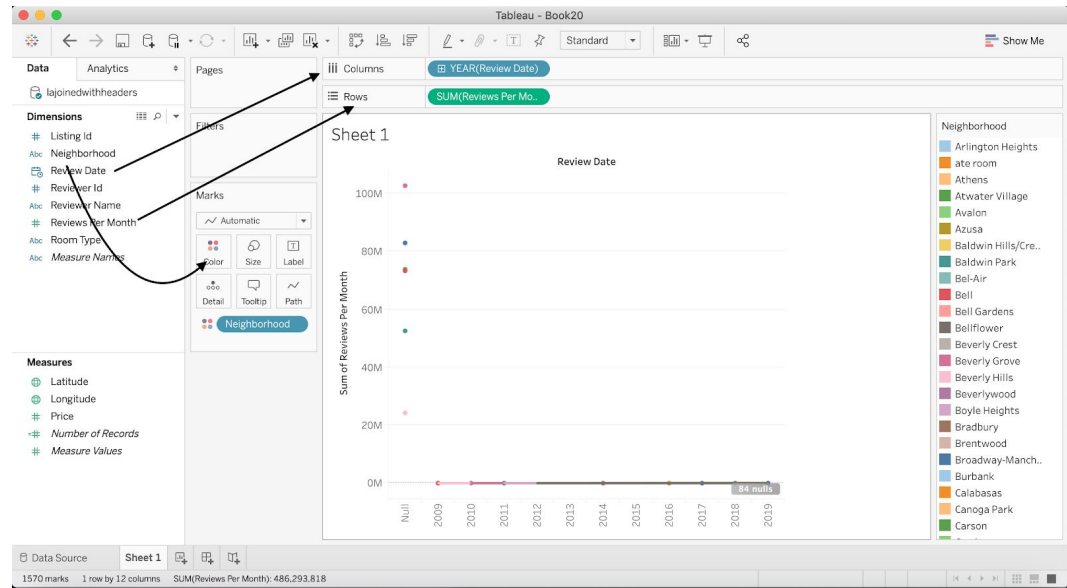 Tableau - Book20
Standard
Show Me
Data
Analytics
lajoinedwithheaders
Dimensions
# Listing Id
Abc Neighborhood
Review Date
# Reviewer Id
Abc Reviewer Name
# Reviews Per Month
Abc Room Type
Abc Measure Names
Measures
Latitude
Longitude
# Price
=# Number of Records
# Measure Values
Pages
Filters
Marks
Automatic
Color
Size
Label
Detail
Tooltip
Path
Neighborhood
Columns
YEAR(Review Date)
Rows
SUM(Reviews Per Mo..
Sheet 1
Review Date
Sum of Reviews Per Month
100M
80M
60M
40M
20M
0M
84 nulls
Null
2009
2010
2011
2012
2013
2014
2015
2016
2017
2018
2019
Neighborhood
Arlington Heights
ate room
Athens
Atwater Village
Avalon
Azusa
Baldwin Hills/Cre..
Baldwin Park
Bel-Air
Bell
Bell Gardens
Bellflower
Beverly Crest
Beverly Grove
Beverly Hills
Beverlywood
Boyle Heights
Bradbury
Brentwood
Broadway-Manch..
Burbank
Calabasas
Canoga Park
Carson
Data Source
Sheet 1
1570 marks 1 row by 12 columns SUM(Reviews Per Month): 486,293,818